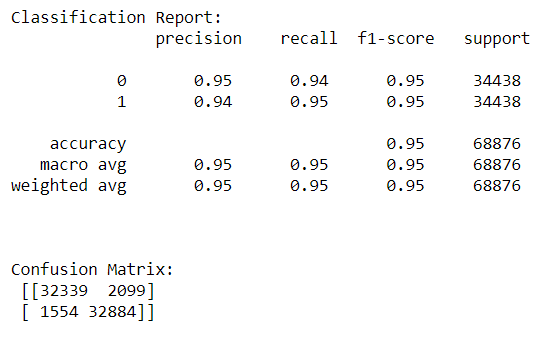 Classification Report:
              precision    recall  f1-score   support

           0       0.95      0.94      0.95     34438
           1       0.94      0.95      0.95     34438

    accuracy                           0.95     68876
   macro avg       0.95      0.95      0.95     68876
weighted avg       0.95      0.95      0.95     68876

Confusion Matrix:
 [[32339  2099]
 [ 1554 32884]]